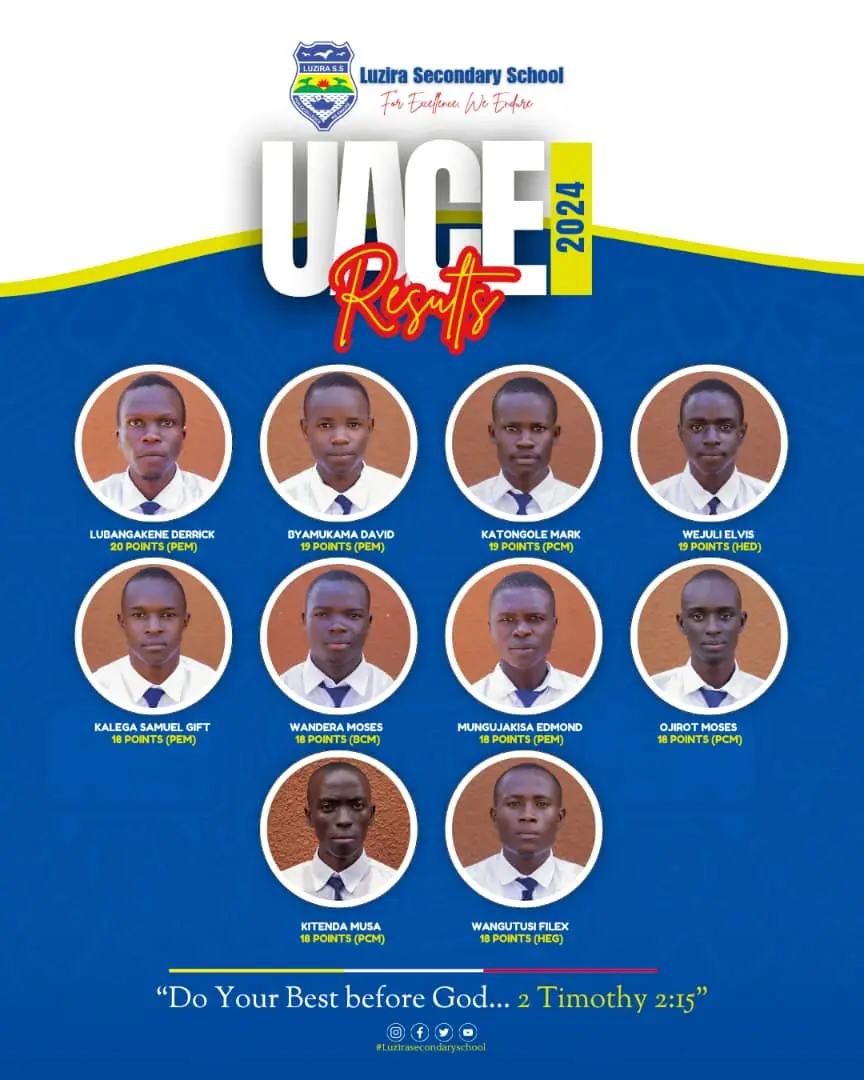 LUZIRA S.S
Luzira Secondary School
For Excellence, We Endure
UACE
2024
Results
LUBANGAKENE DERRICK
20 POINTS (PEM)
BYAMUKAMA DAVID
19 POINTS (PEM)
KATONGOLE MARK
19 POINTS (PCM)
WEJULI ELVIS
19 POINTS (HED)
KALEGA SAMUEL GIFT
18 POINTS (PEM)
WANDERA MOSES
18 POINTS (BCM)
MUNGUJAKISA EDMOND
18 POINTS (PEM)
OJIROT MOSES
18 POINTS (PCM)
KITENDA MUSA
18 POINTS (PCM)
WANGUTUSI FILEX
18 POINTS (HEG)
“Do Your Best before God... 2 Timothy 2:15”
#Luzirasecondaryschool